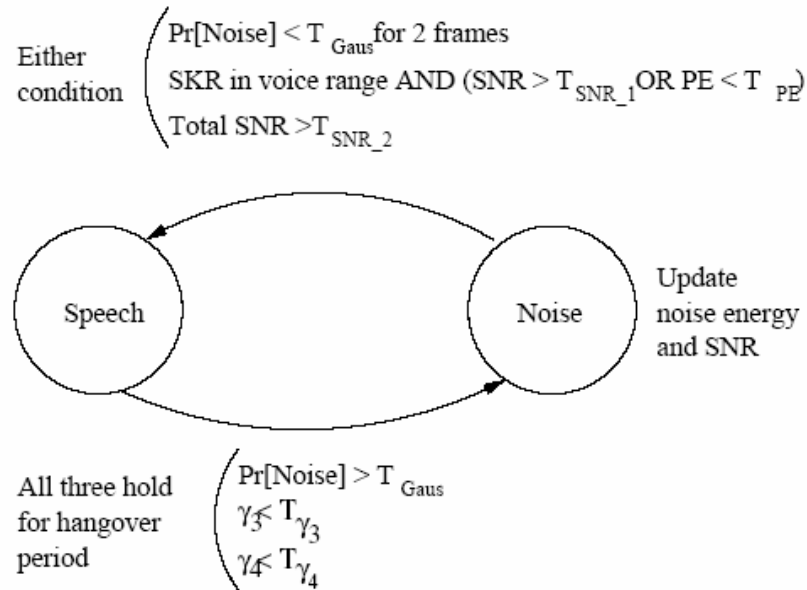 Either
condition
Pr[Noise] < T Gaus for 2 frames
SKR in voice range AND (SNR > T SNR_1 OR PE < T PE)
Total SNR >T SNR_2
Speech
Noise
Update
noise energy
and SNR
All three hold
for hangover
period
Pr[Noise] > T Gaus
γ3< Tγ3
γ4< Tγ4